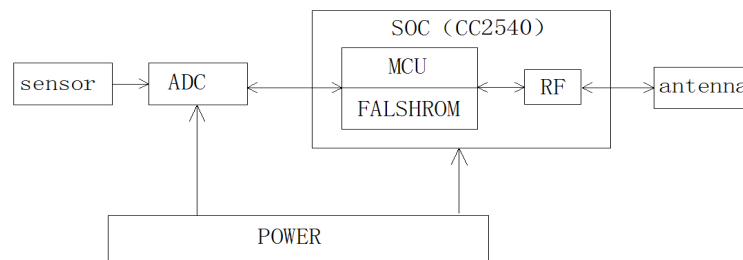 SOC (CC2540)
sensor
ADC
MCU
FALSHROM
RF
antenna
POWER